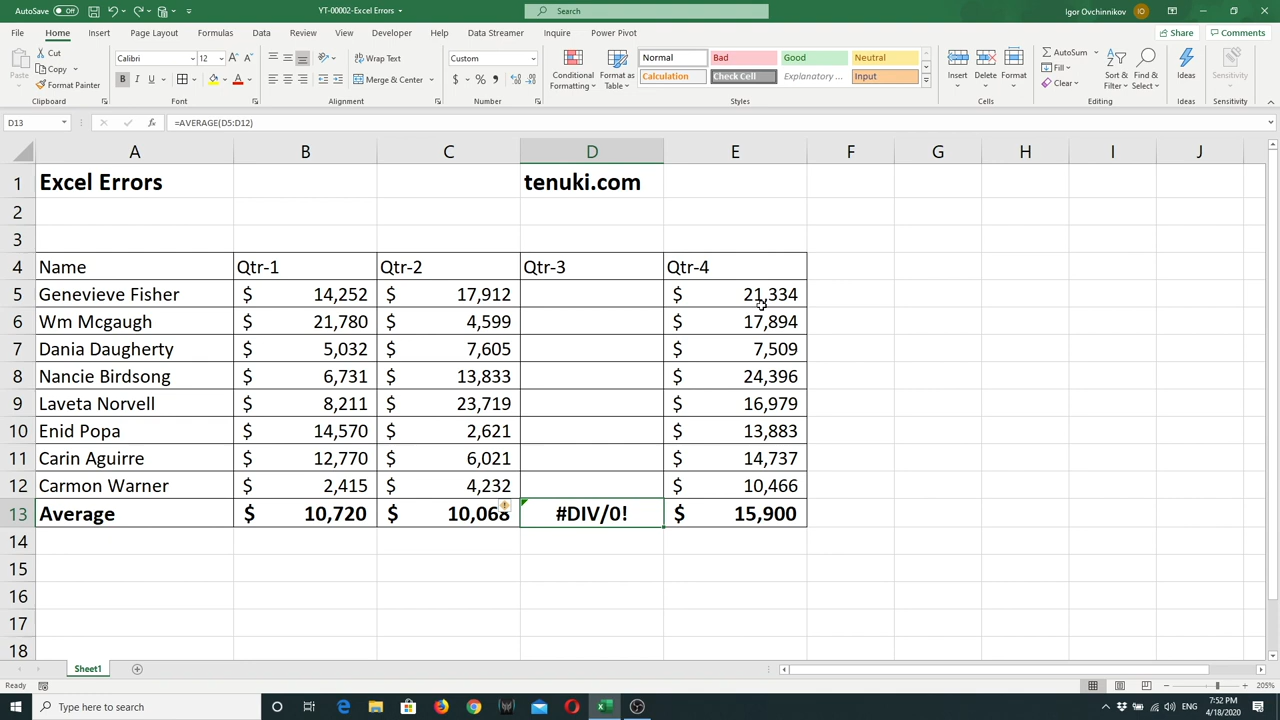 AutoSave Off YT-00002-Excel Errors Search Igor Ovchinnikov IO
File Home Insert Page Layout Formulas Data Review View Developer Help Data Streamer Inquire Power Pivot Share Comments
Paste Cut Copy Format Painter
Calibri 12 A A B I U A
Wrap Text Merge & Center
Custom $ % ,
Conditional Formatting Format as Table
Normal Bad Good Neutral
Calculation Check Cell Explanatory ... Input
Insert Delete Format
AutoSum Fill Clear Sort & Filter Find & Select
Ideas Sensitivity
Clipboard Font Alignment Number Styles Cells Editing Ideas Sensitivity
D13 fx =AVERAGE(D5:D12)
A B C D E F G H I J
1 Excel Errors tenuki.com
2
3
4 Name Qtr-1 Qtr-2 Qtr-3 Qtr-4
5 Genevieve Fisher $ 14,252 $ 17,912 $ 21,334
6 Wm Mcgaugh $ 21,780 $ 4,599 $ 17,894
7 Dania Daugherty $ 5,032 $ 7,605 $ 7,509
8 Nancie Birdsong $ 6,731 $ 13,833 $ 24,396
9 Laveta Norvell $ 8,211 $ 23,719 $ 16,979
10 Enid Popa $ 14,570 $ 2,621 $ 13,883
11 Carin Aguirre $ 12,770 $ 6,021 $ 14,737
12 Carmon Warner $ 2,415 $ 4,232 $ 10,466
13 Average $ 10,720 $ 10,068 #DIV/0! $ 15,900
14
15
16
17
18
Sheet1
Ready 205%
Type here to search 7:52 PM
4/18/2020